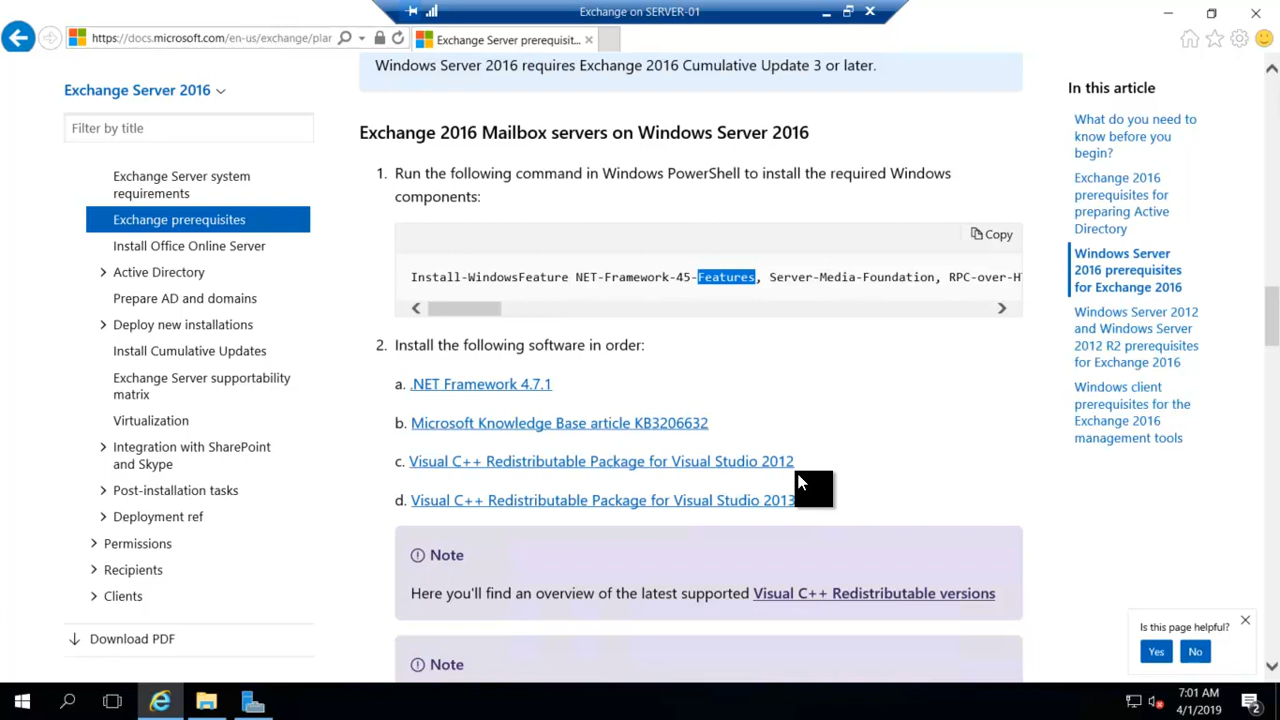 Exchange on SERVER-01
https://docs.microsoft.com/en-us/exchange/plar
Exchange Server prerequisit...
Windows Server 2016 requires Exchange 2016 Cumulative Update 3 or later.
Exchange Server 2016
Filter by title
Exchange Server system
requirements
Exchange prerequisites
Install Office Online Server
Active Directory
Prepare AD and domains
Deploy new installations
Install Cumulative Updates
Exchange Server supportability
matrix
Virtualization
Integration with SharePoint
and Skype
Post-installation tasks
Deployment ref
Permissions
Recipients
Clients
Download PDF
Exchange 2016 Mailbox servers on Windows Server 2016
1. Run the following command in Windows PowerShell to install the required Windows
components:
Copy
Install-WindowsFeature NET-Framework-45-Features, Server-Media-Foundation, RPC-over-H
2. Install the following software in order:
a. .NET Framework 4.7.1
b. Microsoft Knowledge Base article KB3206632
c. Visual C++ Redistributable Package for Visual Studio 2012
d. Visual C++ Redistributable Package for Visual Studio 2013
Note
Here you'll find an overview of the latest supported Visual C++ Redistributable versions
Note
In this article
What do you need to
know before you
begin?
Exchange 2016
prerequisites for
preparing Active
Directory
Windows Server
2016 prerequisites
for Exchange 2016
Windows Server 2012
and Windows Server
2012 R2 prerequisites
for Exchange 2016
Windows client
prerequisites for the
Exchange 2016
management tools
Is this page helpful?
Yes
No
7:01 AM
4/1/2019
2